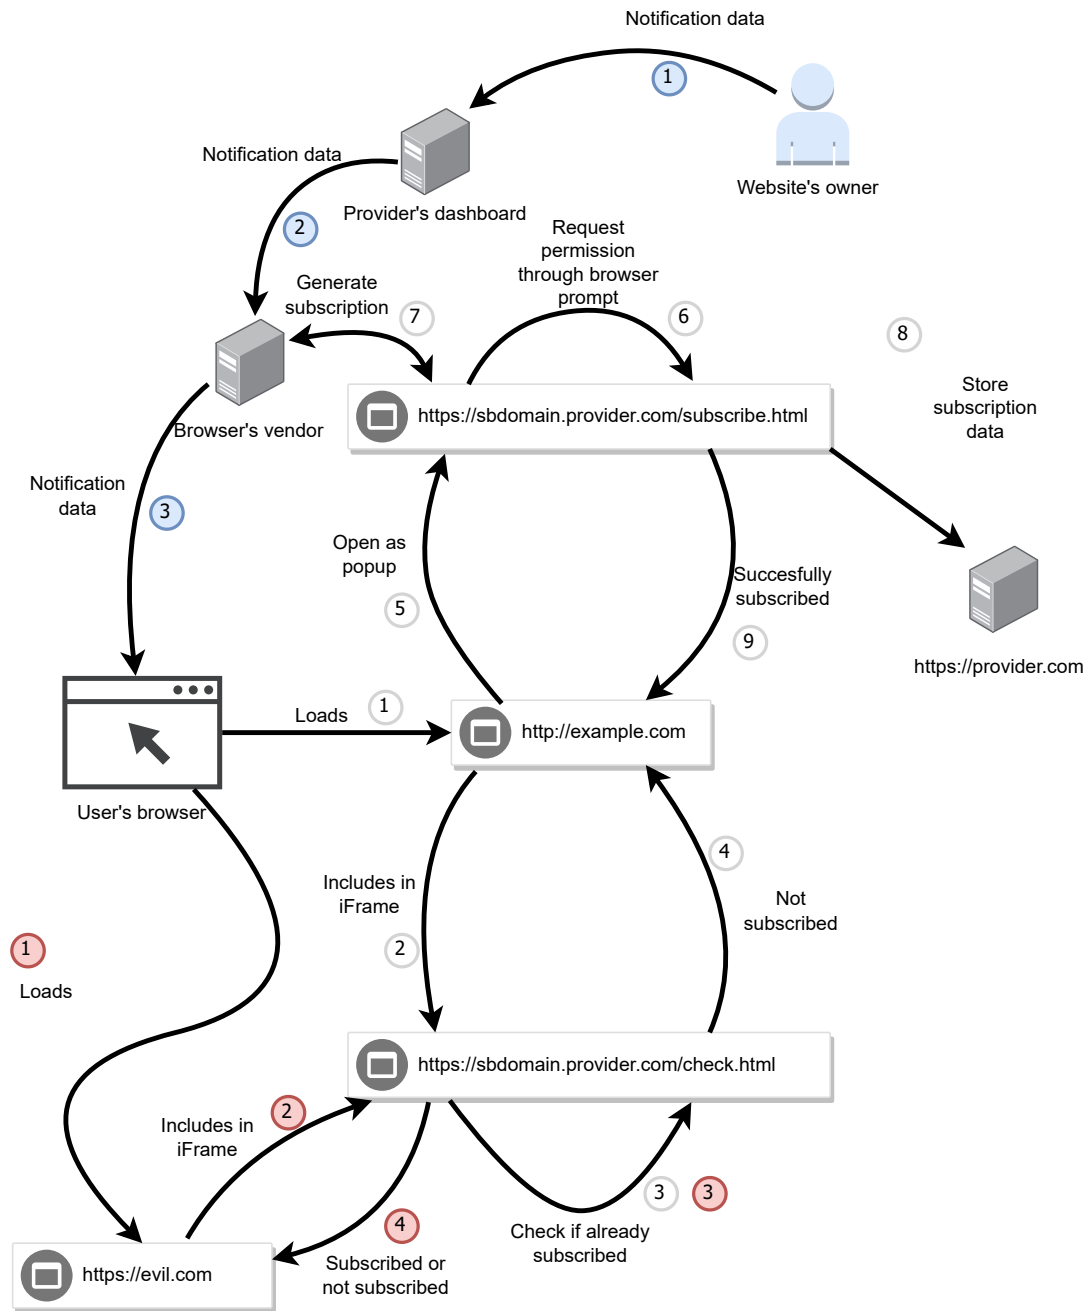 Notification data
1
Notification data
Provider's dashboard
Website's owner
2
Request
permission
through browser
prompt
Generate
subscription
7
6
8
Store
subscription
data
https://sbdomain.provider.com/subscribe.html
Browser's vendor
Notification
data
3
Open as
popup
5
Succesfully
subscribed
9
https://provider.com
Loads
1
http://example.com
User's browser
4
Includes in
iFrame
2
Not
subscribed
1
Loads
https://sbdomain.provider.com/check.html
Includes in
iFrame
2
3
3
Check if already
subscribed
4
Subscribed or
not subscribed
https://evil.com